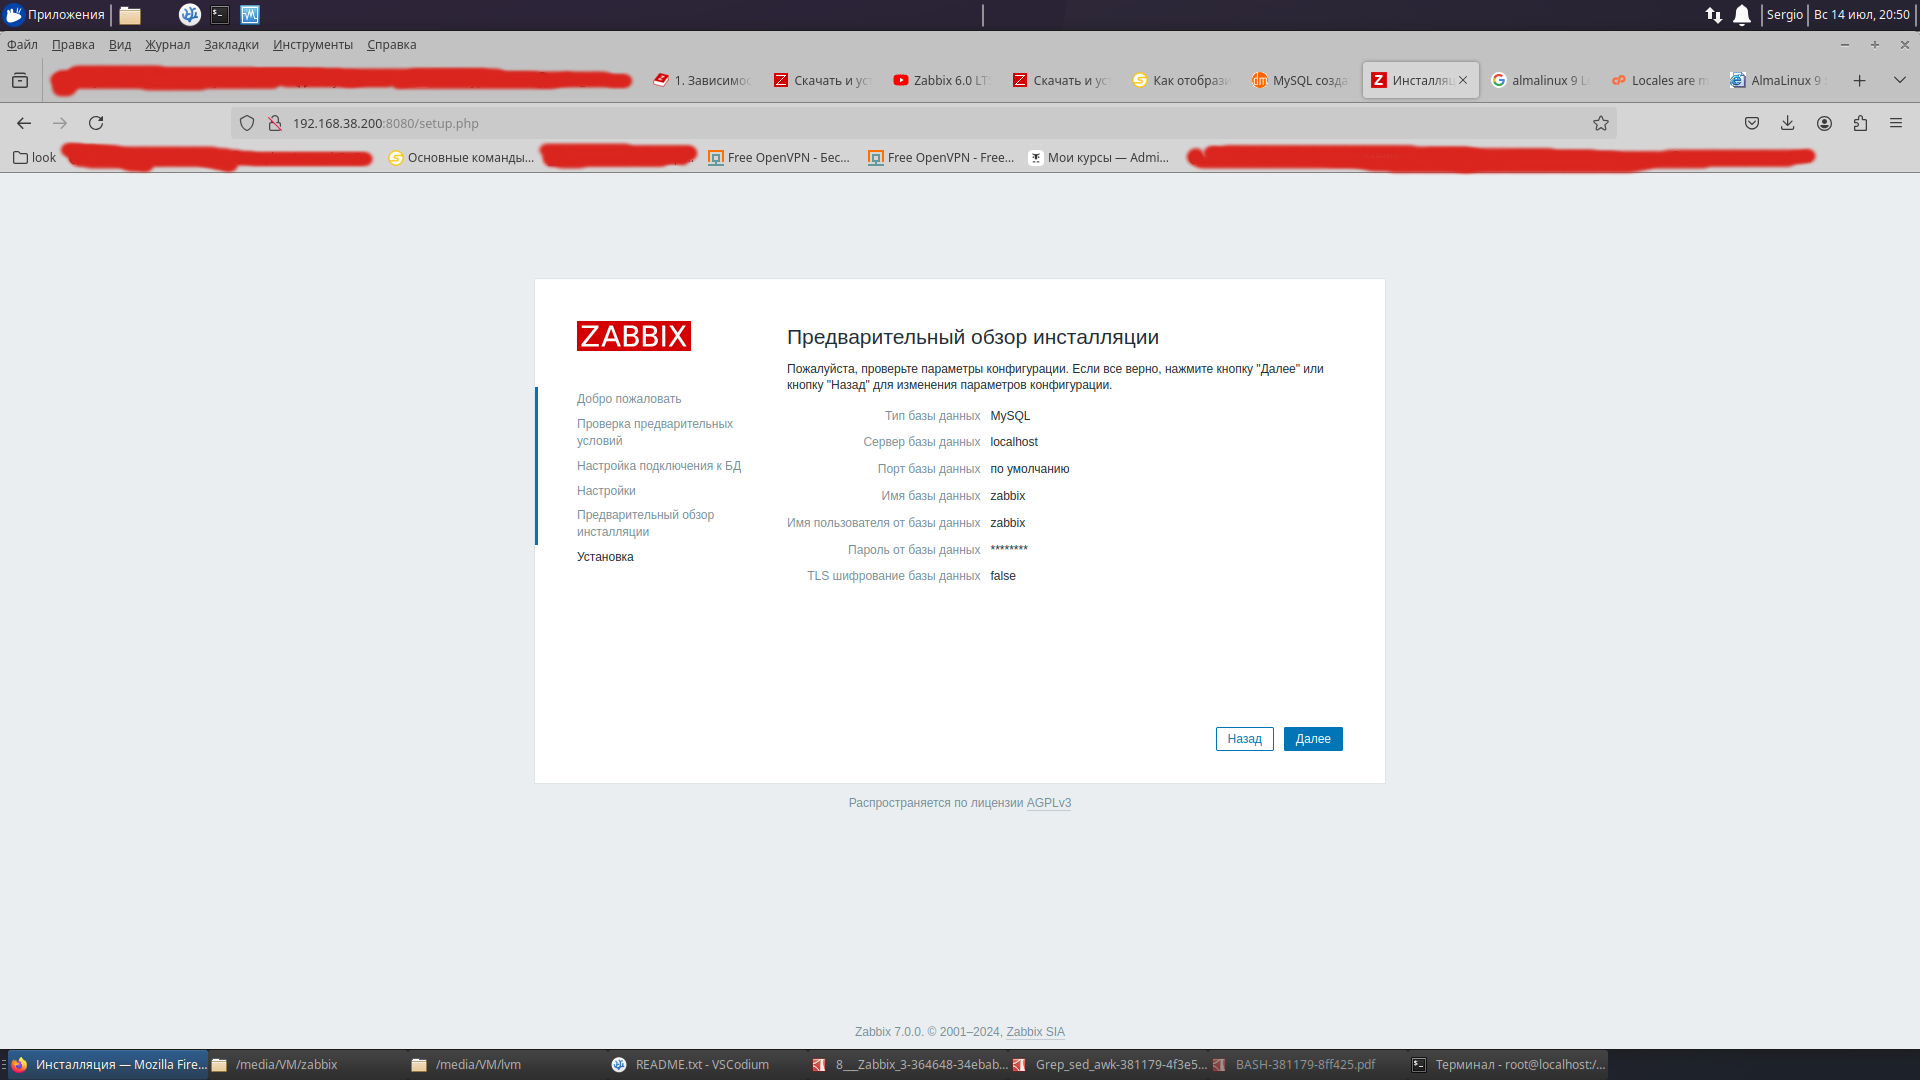 Приложения
Sergio
Вс 14 июл, 20:50
Файл Правка Вид Журнал Закладки Инструменты Справка
1. Зависимос
Скачать и ус
Zabbix 6.0 LT
Скачать и ус
Как отобрази
MySQL созда
Инсталляц
almalinux 9 L
Locales are m
AlmaLinux 9
192.168.38.200:8080/setup.php
look
Основные команды...
Free OpenVPN - Бес...
Free OpenVPN - Free...
Мои курсы — Admi...
ZABBIX
Добро пожаловать
Проверка предварительных
условий
Настройка подключения к БД
Настройки
Предварительный обзор
инсталляции
Установка
Предварительный обзор инсталляции
Пожалуйста, проверьте параметры конфигурации. Если все верно, нажмите кнопку "Далее" или
кнопку "Назад" для изменения параметров конфигурации.
Тип базы данных MySQL
Сервер базы данных localhost
Порт базы данных по умолчанию
Имя базы данных zabbix
Имя пользователя от базы данных zabbix
Пароль от базы данных ********
TLS шифрование базы данных false
Назад
Далее
Распространяется по лицензии AGPLv3
Zabbix 7.0.0. © 2001–2024, Zabbix SIA
Инсталляция — Mozilla Fire...
/media/VM/zabbix
/media/VM/lvm
README.txt - VSCodium
8___Zabbix_3-364648-34ebab...
Grep_sed_awk-381179-4f3e5...
BASH-381179-8ff425.pdf
Терминал - root@localhost:/...